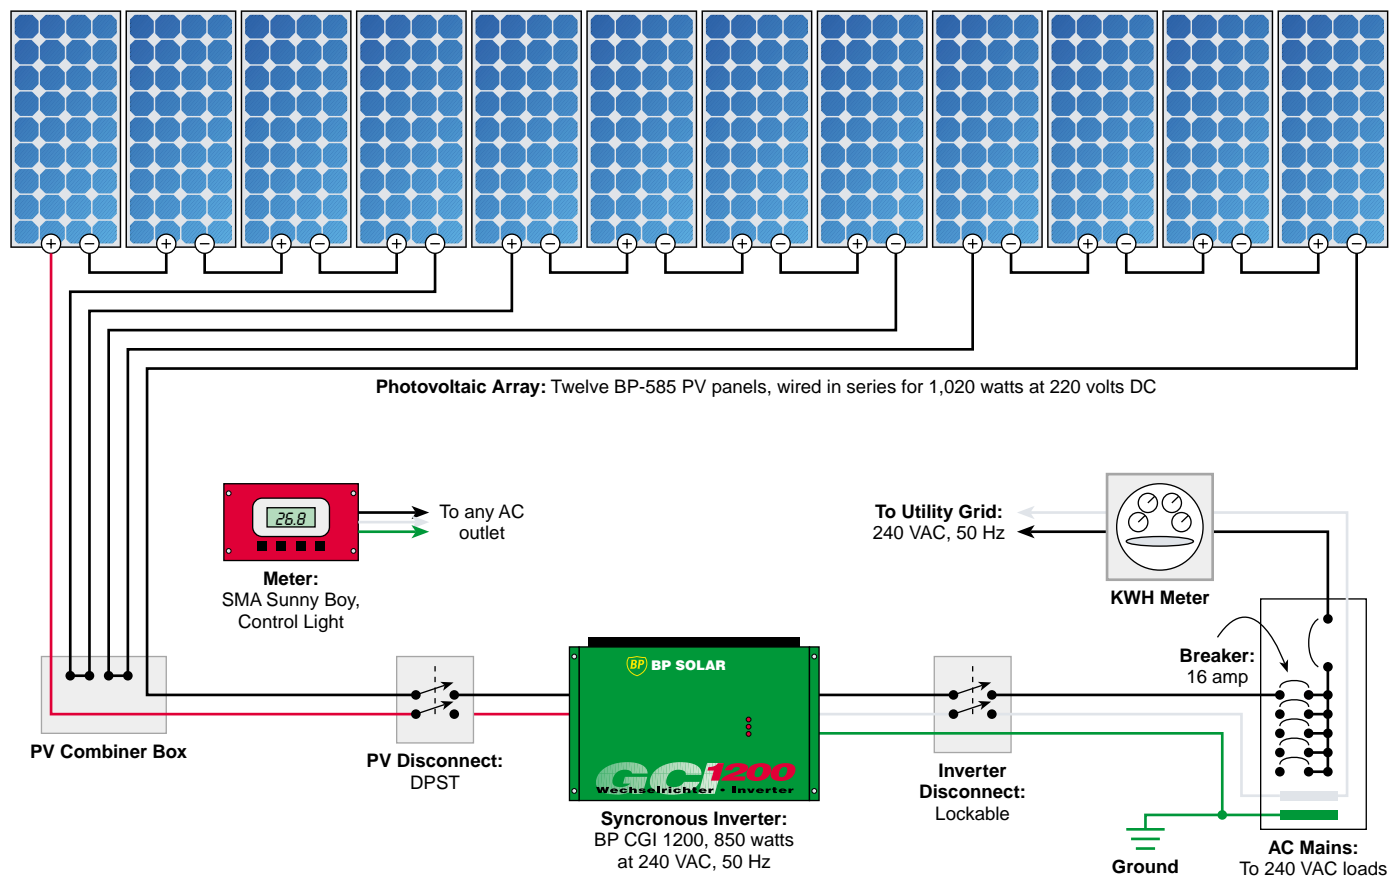 Photovoltaic Array: Twelve BP-585 PV panels, wired in series for 1,020 watts at 220 volts DC
26.8
To any AC
outlet
Meter:
SMA Sunny Boy,
Control Light
To Utility Grid:
240 VAC, 50 Hz
KWH Meter
Breaker:
16 amp
PV Combiner Box
PV Disconnect:
DPST
BP BP SOLAR
GCI 1200
Wechselrichter • Inverter
Syncronous Inverter:
BP CGI 1200, 850 watts
at 240 VAC, 50 Hz
Inverter
Disconnect:
Lockable
Ground
AC Mains:
To 240 VAC loads